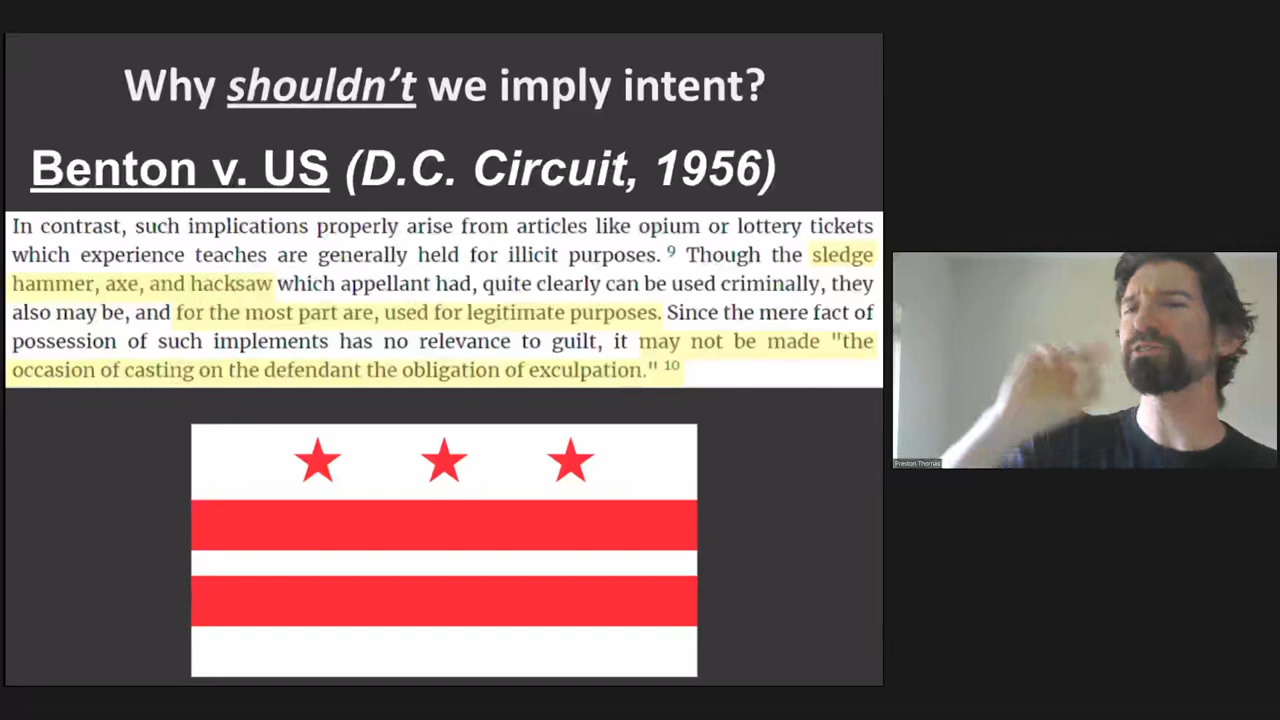 Why shouldn't we imply intent?
Benton v. US (D.C. Circuit, 1956)
In contrast, such implications properly arise from articles like opium or lottery tickets
which experience teaches are generally held for illicit purposes. 9 Though the sledge
hammer, axe, and hacksaw which appellant had, quite clearly can be used criminally, they
also may be, and for the most part are, used for legitimate purposes. Since the mere fact of
possession of such implements has no relevance to guilt, it may not be made "the
occasion of casting on the defendant the obligation of exculpation." 10
Preston Thomas